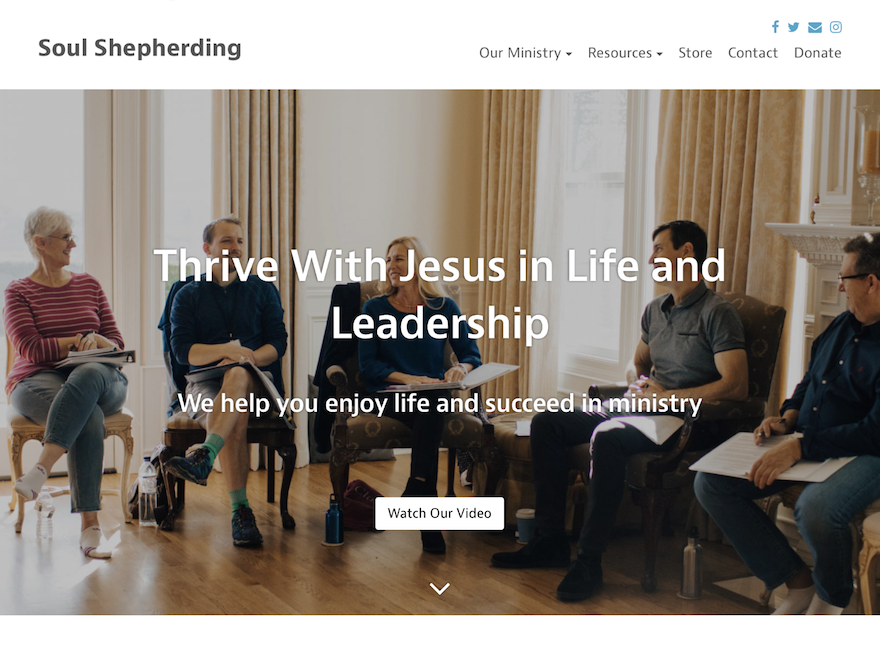 Soul Shepherding
Our Ministry Resources Store Contact Donate
Thrive With Jesus in Life and
Leadership
We help you enjoy life and succeed in ministry
Watch Our Video